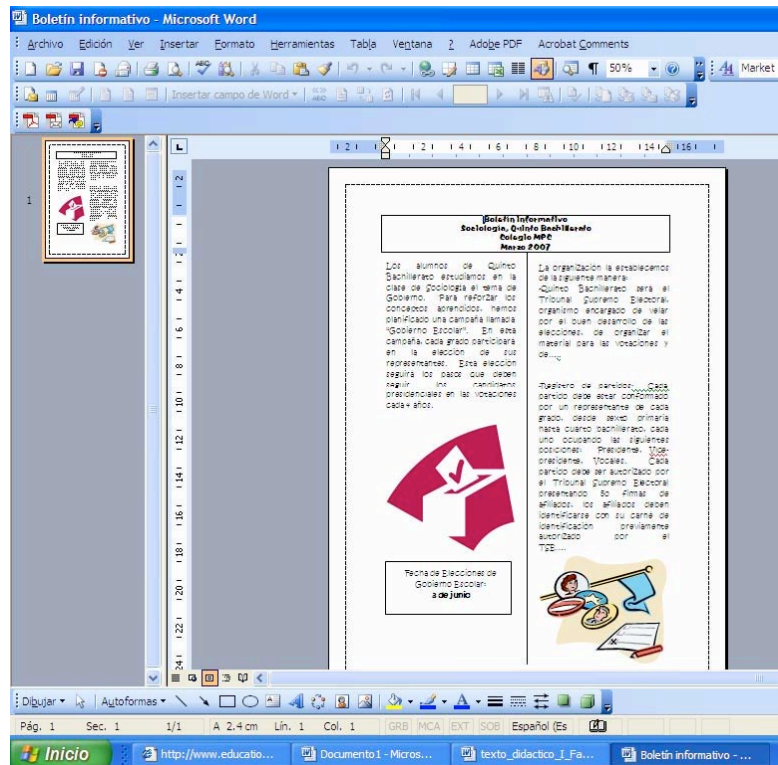 Boletín informativo - Microsoft Word
Archivo Edición Ver Insertar Formato Herramientas Tabla Ventana ? Adobe PDF Acrobat Comments
50% Market
Insertar campo de Word
1
Boletín Informativo
Sociología, Quinto Bachillerato
Colegio MPC
Marzo 2007
Los alumnos de Quinto
Bachillerato estudiamos en la
clase de Sociología el tema de
Gobierno. Para reforzar los
conceptos aprendidos, hemos
planificado una campaña llamada
"Gobierno Escolar". En esta
campaña, cada grado participará
en la elección de sus
representantes. Esta elección
seguirá los pasos que deben
seguir los candidatos
presidenciales en las votaciones
cada 4 años.
Fecha de Elecciones de
Gobierno Escolar:
2 de junio
La organización la establecemos
de la siguiente manera:
-Quinto Bachillerato será el
Tribunal Supremo Electoral,
organismo encargado de velar
por el buen desarrollo de las
elecciones, de organizar el
material para las votaciones y
de...
-Registro de partidos: Cada
partido debe estar conformado
por un representante de cada
grado, desde sexto primaria
hasta cuarto bachillerato, cada
uno ocupando las siguientes
posiciones: Presidente, Vice-
presidente, Vocales. Cada
partido debe ser autorizado por
el Tribunal Supremo Electoral
presentando 50 firmas de
afiliados, los afiliados deben
identificarse con su carné de
identificación previamente
autorizado por el
TSE....
Dibujar Autoformas
Pág. 1 Sec. 1 1/1 A 2.4 cm Lín. 1 Col. 1 GRB MCA EXT SOB Español (Es
Inicio http://www.educatio... Documento1 - Micros... texto_didactico_I_Fa... Boletín informativo - ...